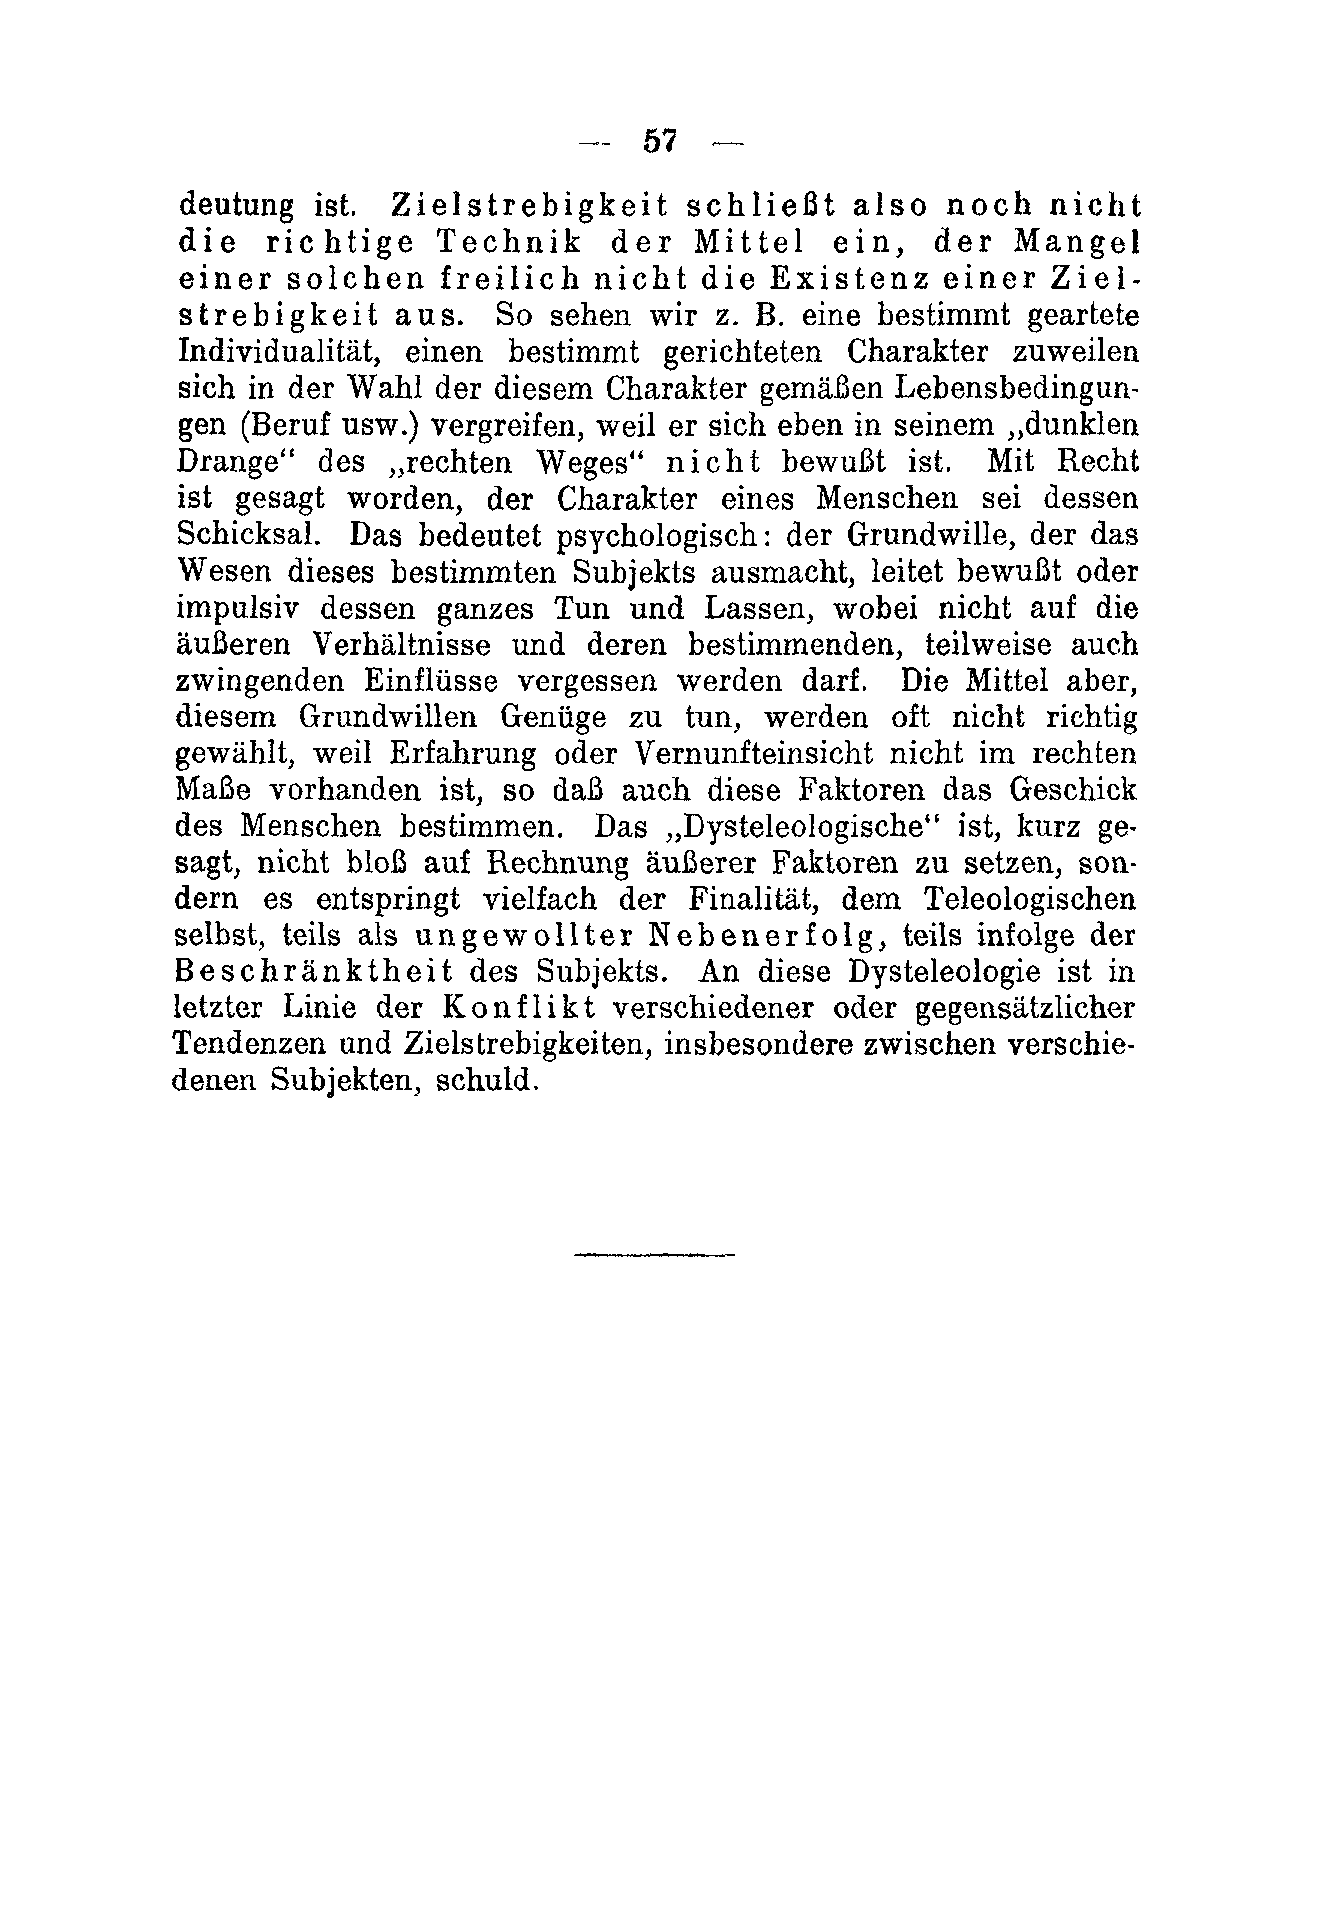 — 57 —
deutung ist. Zielstrebigkeit schließt also noch nicht
die richtige Technik der Mittel ein, der Mangel
einer solchen freilich nicht die Existenz einer Ziel-
strebigkeit aus. So sehen wir z. B. eine bestimmt geartete
Individualität, einen bestimmt gerichteten Charakter zuweilen
sich in der Wahl der diesem Charakter gemäßen Lebensbedingun-
gen (Beruf usw.) vergreifen, weil er sich eben in seinem „dunklen
Drange“ des „rechten Weges“ nicht bewußt ist. Mit Recht
ist gesagt worden, der Charakter eines Menschen sei dessen
Schicksal. Das bedeutet psychologisch: der Grundwille, der das
Wesen dieses bestimmten Subjekts ausmacht, leitet bewußt oder
impulsiv dessen ganzes Tun und Lassen, wobei nicht auf die
äußeren Verhältnisse und deren bestimmenden, teilweise auch
zwingenden Einflüsse vergessen werden darf. Die Mittel aber,
diesem Grundwillen Genüge zu tun, werden oft nicht richtig
gewählt, weil Erfahrung oder Vernunfteinsicht nicht im rechten
Maße vorhanden ist, so daß auch diese Faktoren das Geschick
des Menschen bestimmen. Das „Dysteleologische“ ist, kurz ge-
sagt, nicht bloß auf Rechnung äußerer Faktoren zu setzen, son-
dern es entspringt vielfach der Finalität, dem Teleologischen
selbst, teils als ungewollter Nebenerfolg, teils infolge der
Beschränktheit des Subjekts. An diese Dysteleologie ist in
letzter Linie der Konflikt verschiedener oder gegensätzlicher
Tendenzen und Zielstrebigkeiten, insbesondere zwischen verschie-
denen Subjekten, schuld.